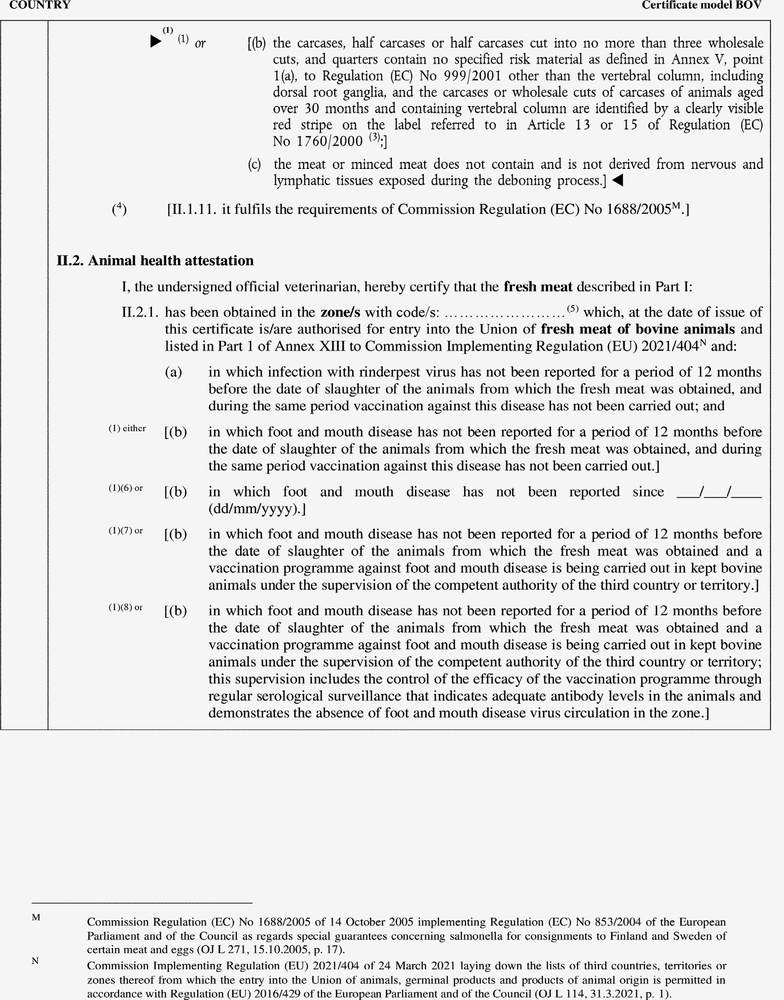 COUNTRY Certificate model BOV
▶(1) (1) or [(b) the carcases, half carcases or half carcases cut into no more than three wholesale
cuts, and quarters contain no specified risk material as defined in Annex V, point
1(a), to Regulation (EC) No 999/2001 other than the vertebral column, including
dorsal root ganglia, and the carcases or wholesale cuts of carcases of animals aged
over 30 months and containing vertebral column are identified by a clearly visible
red stripe on the label referred to in Article 13 or 15 of Regulation (EC)
No 1760/2000 (3);]
(c) the meat or minced meat does not contain and is not derived from nervous and
lymphatic tissues exposed during the deboning process.] ◀
(4) [II.1.11. it fulfils the requirements of Commission Regulation (EC) No 1688/2005M.]
II.2. Animal health attestation
I, the undersigned official veterinarian, hereby certify that the fresh meat described in Part I:
II.2.1. has been obtained in the zone/s with code/s: ........................(5) which, at the date of issue of
this certificate is/are authorised for entry into the Union of fresh meat of bovine animals and
listed in Part 1 of Annex XIII to Commission Implementing Regulation (EU) 2021/404N and:
(a) in which infection with rinderpest virus has not been reported for a period of 12 months
before the date of slaughter of the animals from which the fresh meat was obtained, and
during the same period vaccination against this disease has not been carried out; and
(1) either [(b) in which foot and mouth disease has not been reported for a period of 12 months before
the date of slaughter of the animals from which the fresh meat was obtained, and during
the same period vaccination against this disease has not been carried out.]
(1)(6) or [(b) in which foot and mouth disease has not been reported since ___/___/____
(dd/mm/yyyy).]
(1)(7) or [(b) in which foot and mouth disease has not been reported for a period of 12 months before
the date of slaughter of the animals from which the fresh meat was obtained and a
vaccination programme against foot and mouth disease is being carried out in kept bovine
animals under the supervision of the competent authority of the third country or territory.]
(1)(8) or [(b) in which foot and mouth disease has not been reported for a period of 12 months before
the date of slaughter of the animals from which the fresh meat was obtained and a
vaccination programme against foot and mouth disease is being carried out in kept bovine
animals under the supervision of the competent authority of the third country or territory;
this supervision includes the control of the efficacy of the vaccination programme through
regular serological surveillance that indicates adequate antibody levels in the animals and
demonstrates the absence of foot and mouth disease virus circulation in the zone.]
M Commission Regulation (EC) No 1688/2005 of 14 October 2005 implementing Regulation (EC) No 853/2004 of the European
Parliament and of the Council as regards special guarantees concerning salmonella for consignments to Finland and Sweden of
certain meat and eggs (OJ L 271, 15.10.2005, p. 17).
N Commission Implementing Regulation (EU) 2021/404 of 24 March 2021 laying down the lists of third countries, territories or
zones thereof from which the entry into the Union of animals, germinal products and products of animal origin is permitted in
accordance with Regulation (EU) 2016/429 of the European Parliament and of the Council (OJ L 114, 31.3.2021, p. 1).